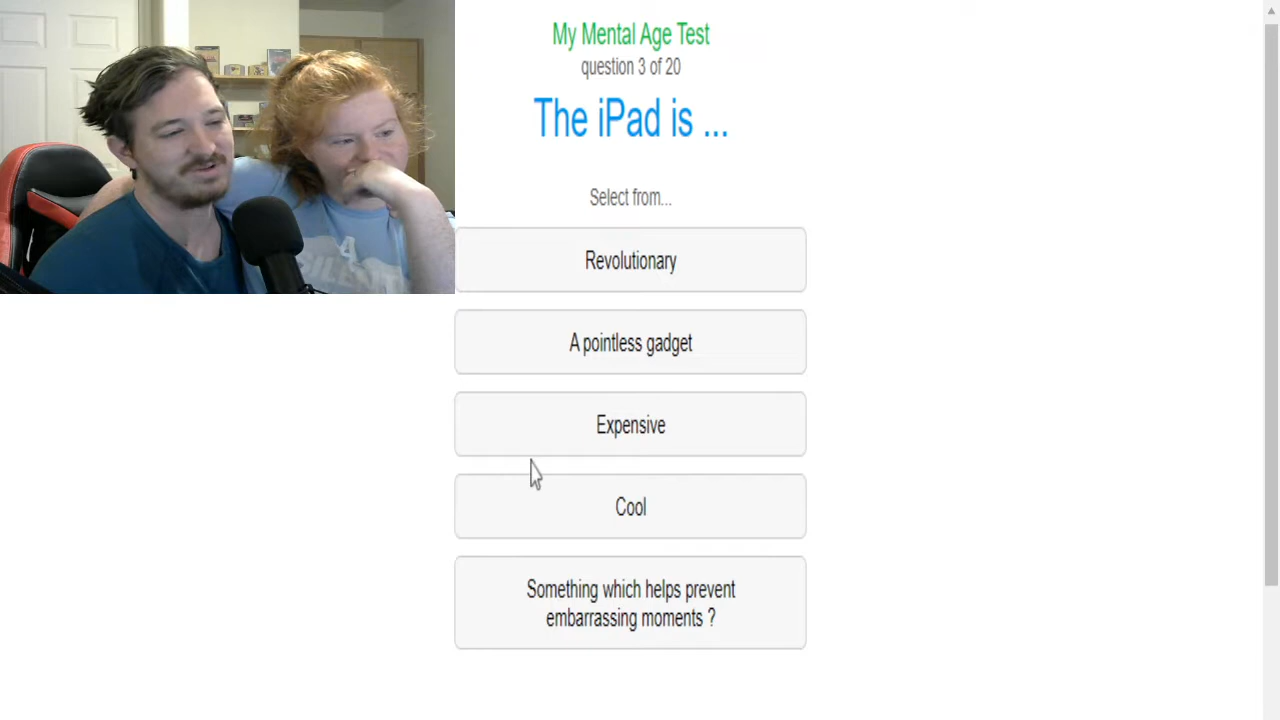 My Mental Age Test
question 3 of 20
The iPad is ...
Select from...
Revolutionary
A pointless gadget
Expensive
Cool
Something which helps prevent
embarrassing moments ?